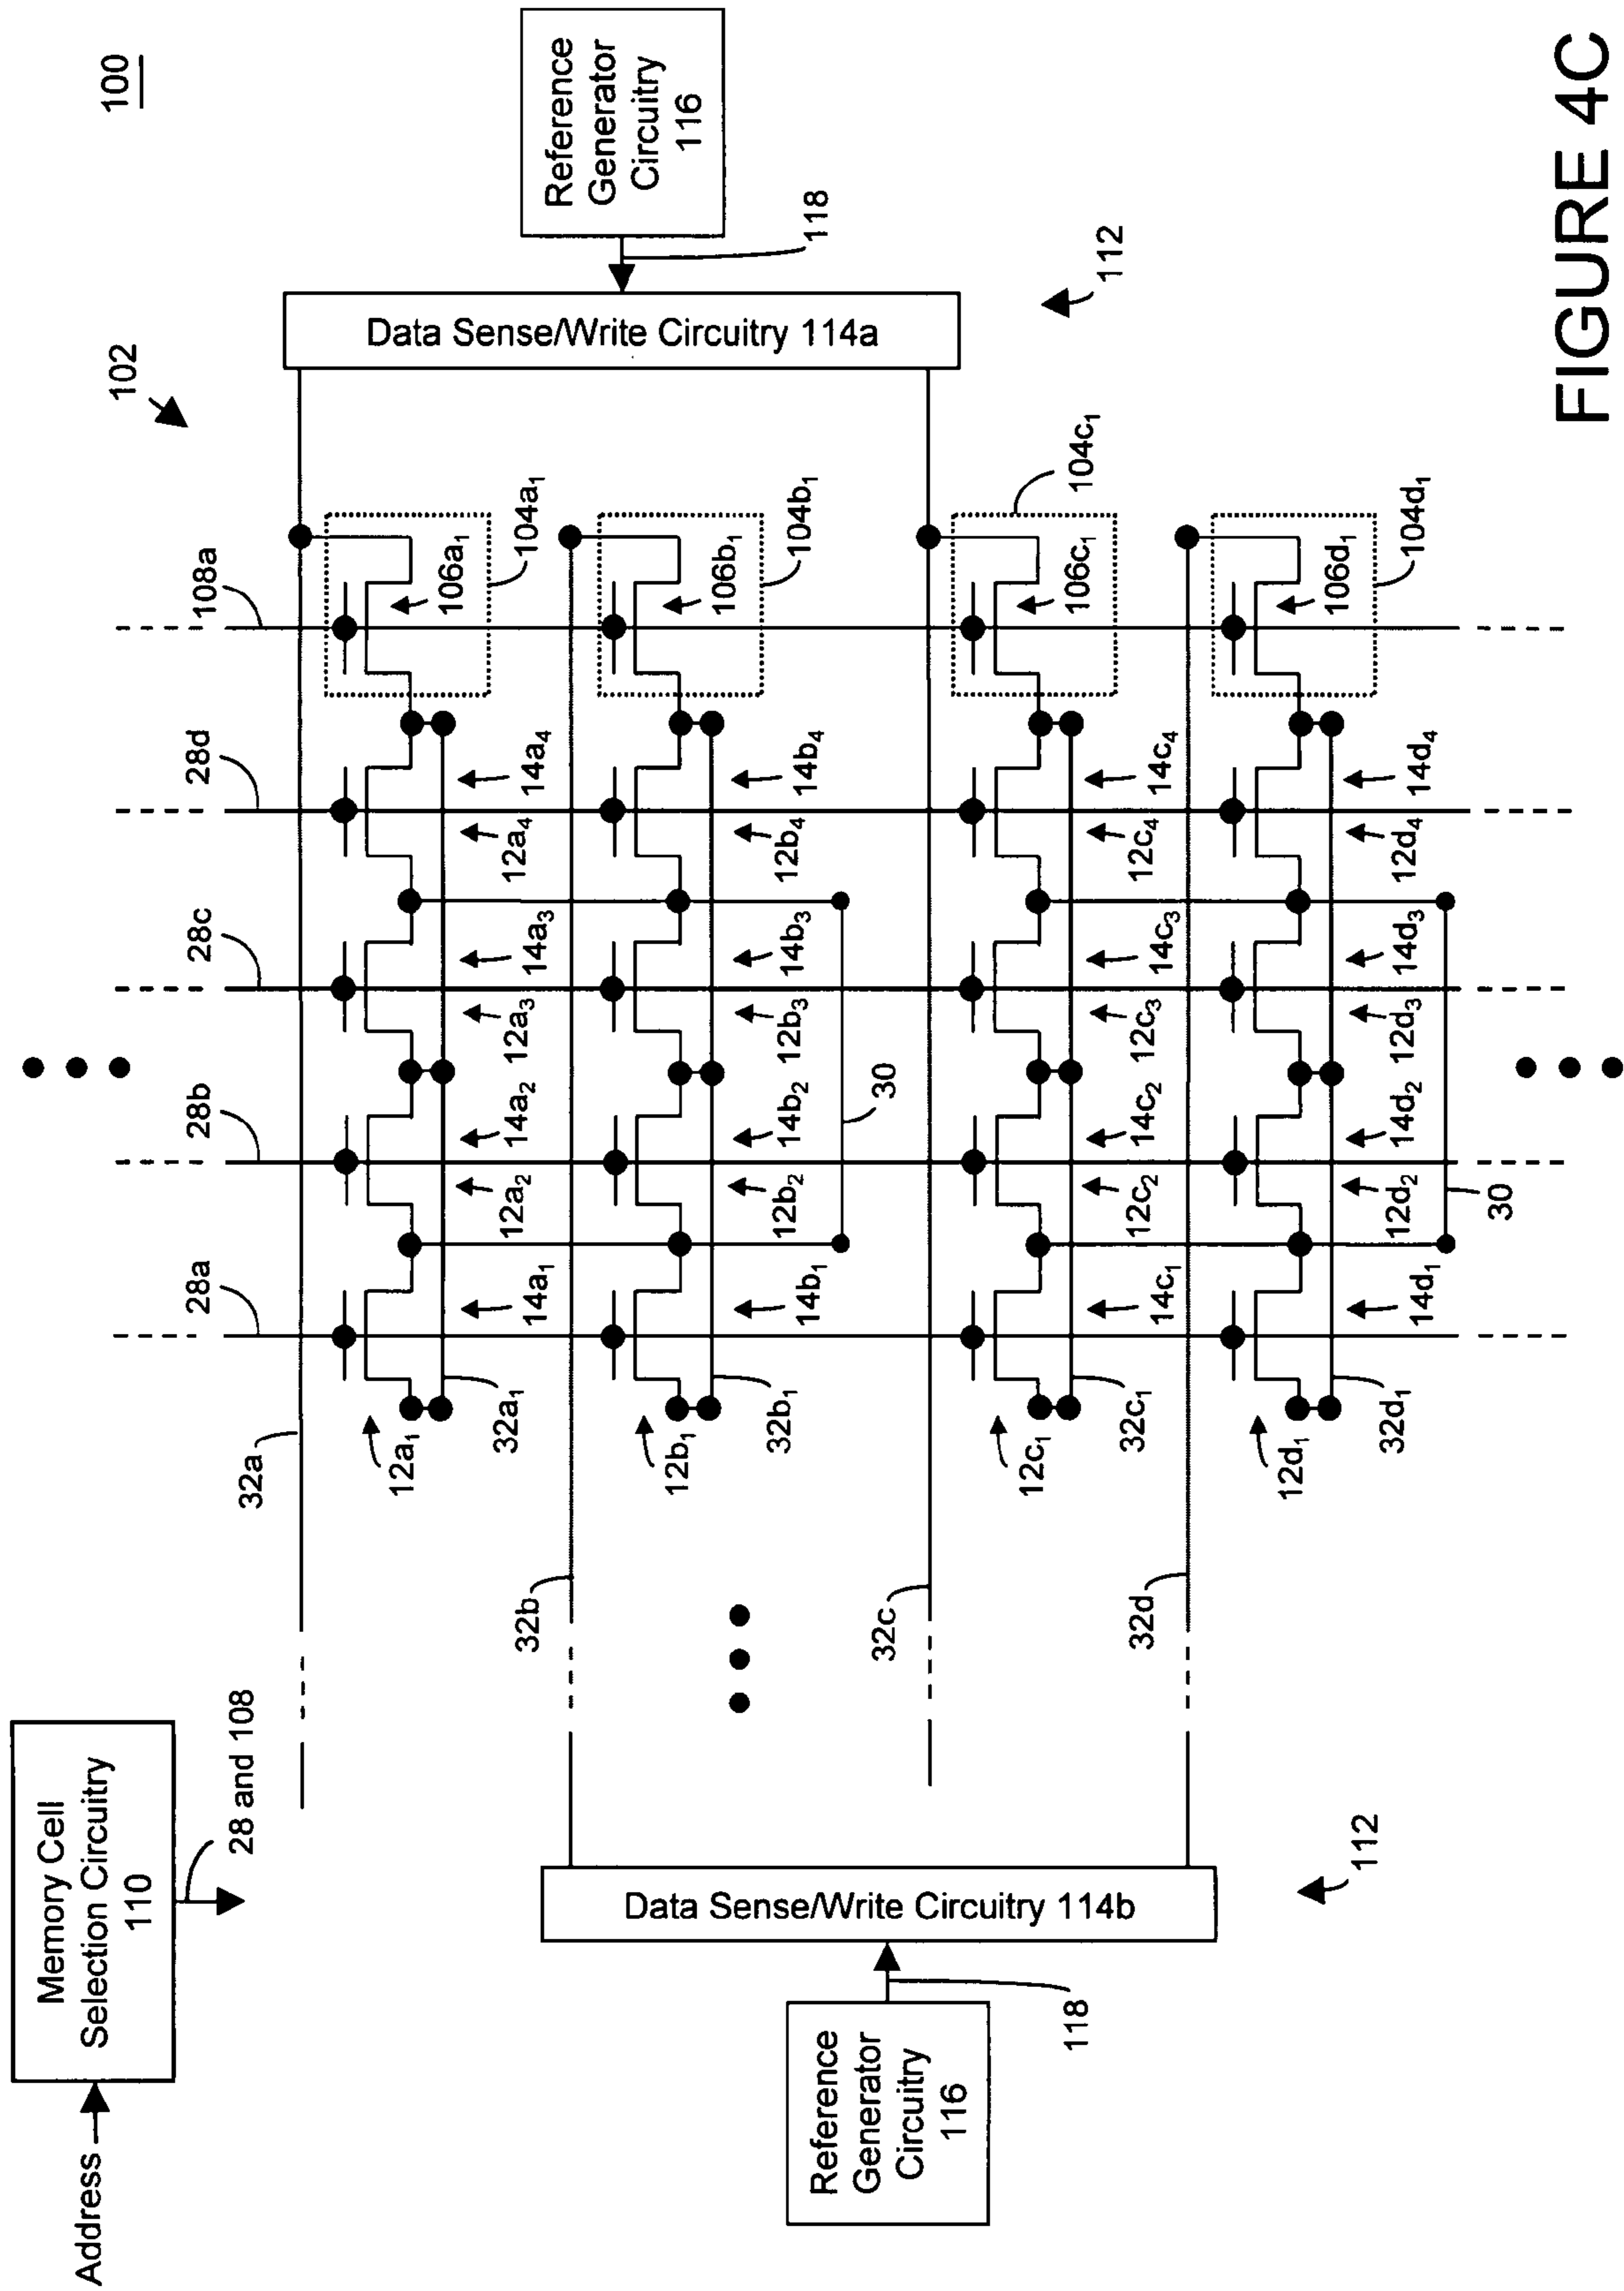 100
102
Address
Memory Cell
Selection Circuitry
110
28 and 108
28a
28b
28c
28d
108a
32a
12a₁
32a₁
14a₁
12a₂
14a₂
12a₃
14a₃
12a₄
14a₄
106a₁
104a₁
Data Sense/Write Circuitry 114a
Reference
Generator
Circuitry
116
118
112
32b
12b₁
32b₁
14b₁
12b₂
14b₂
12b₃
14b₃
12b₄
14b₄
106b₁
104b₁
30
32c
12c₁
32c₁
14c₁
12c₂
14c₂
12c₃
14c₃
12c₄
14c₄
106c₁
104c₁
32d
12d₁
32d₁
14d₁
12d₂
14d₂
12d₃
14d₃
12d₄
14d₄
106d₁
104d₁
30
Data Sense/Write Circuitry 114b
Reference
Generator
Circuitry
116
118
112
FIGURE 4C